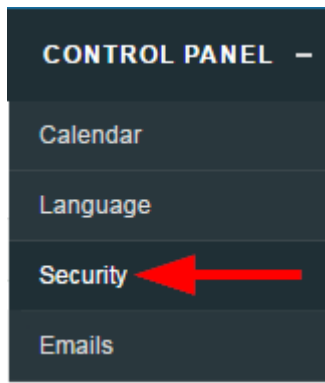 CONTROL PANEL –
Calendar
Language
Security
Emails